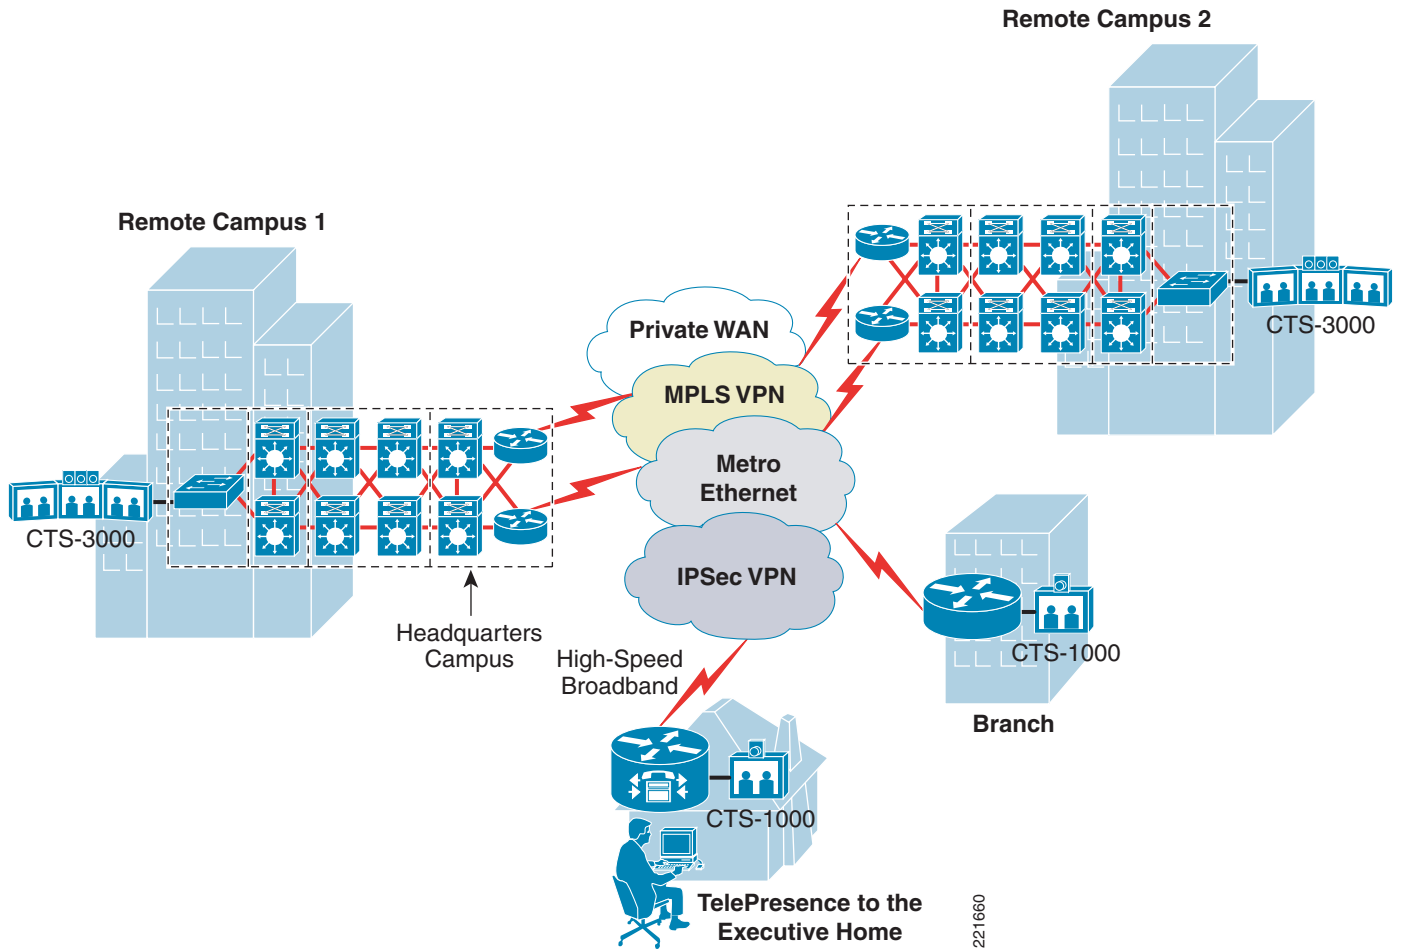 Remote Campus 2
Remote Campus 1
Private WAN
CTS-3000
MPLS VPN
Metro
Ethernet
CTS-3000
IPSec VPN
Headquarters
Campus
High-Speed
Broadband
CTS-1000
Branch
CTS-1000
TelePresence to the
Executive Home
221660